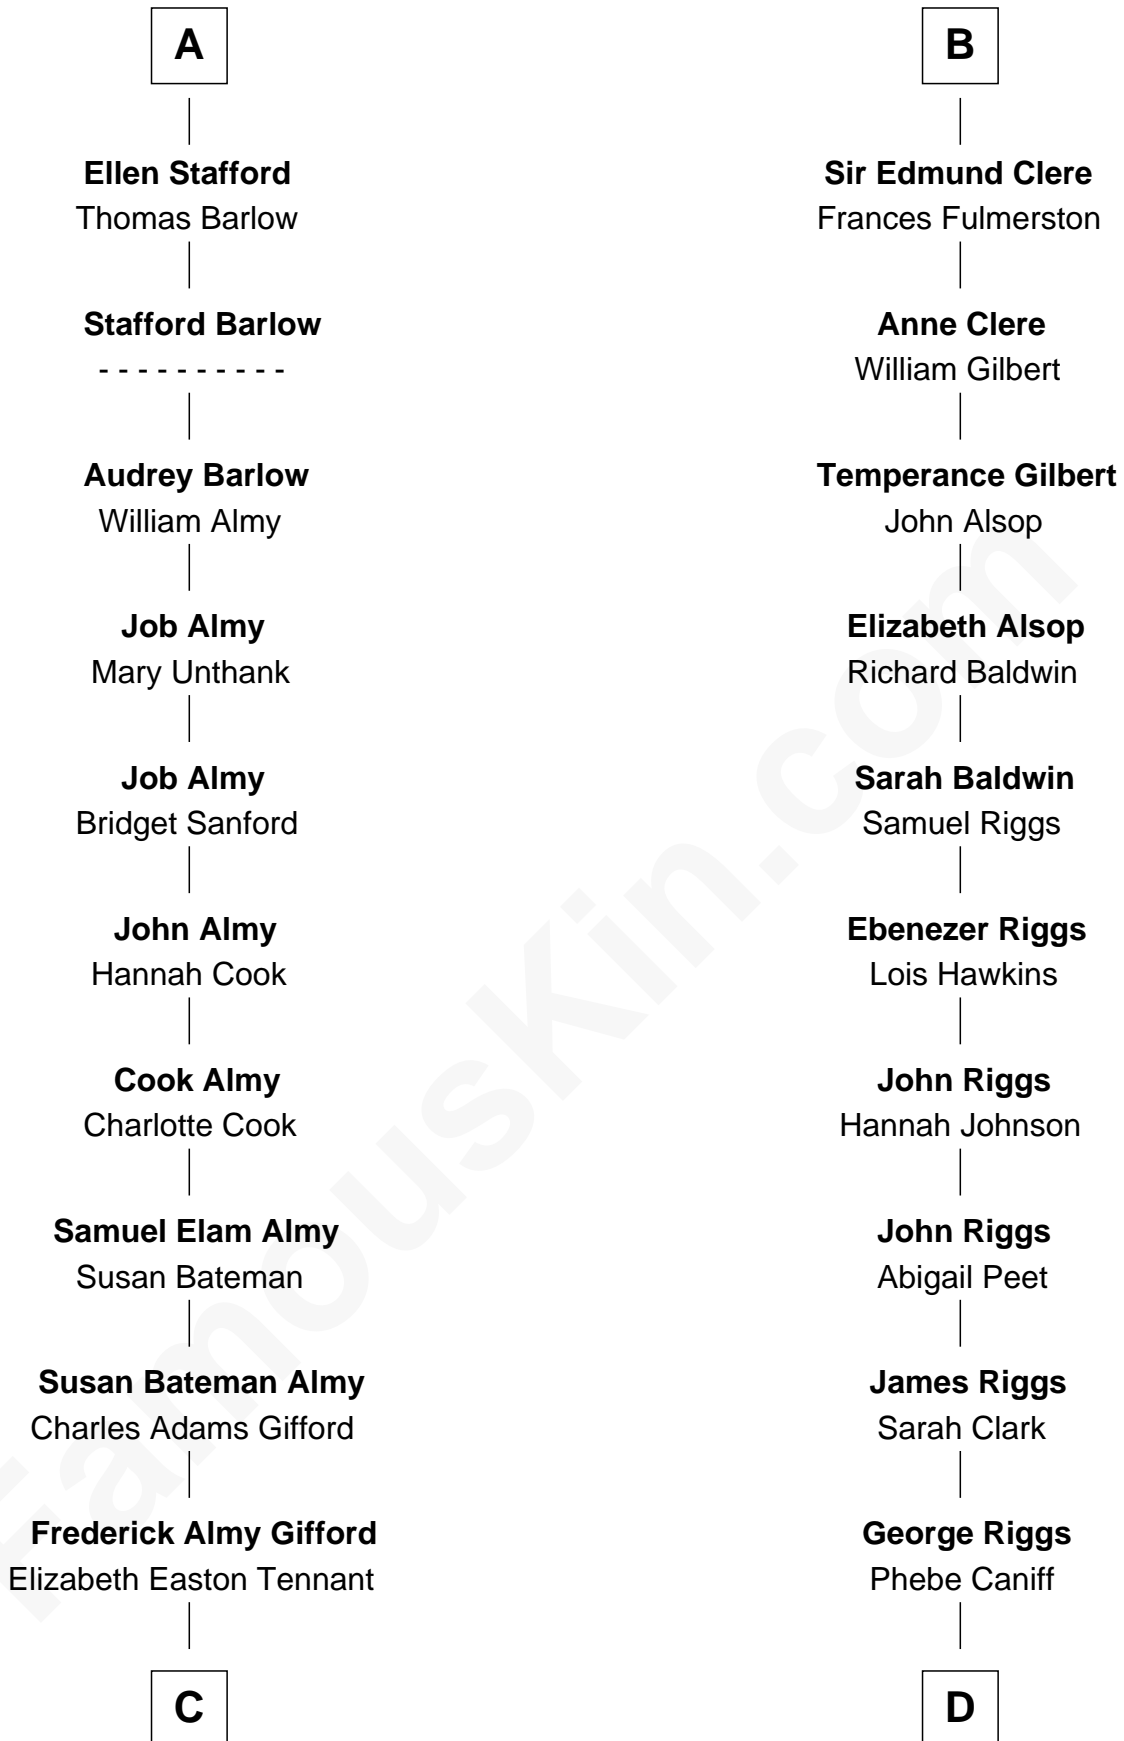 A
Ellen Stafford
Thomas Barlow
Stafford Barlow
- - - - - - - - - -
Audrey Barlow
William Almy
Job Almy
Mary Unthank
Job Almy
Bridget Sanford
John Almy
Hannah Cook
Cook Almy
Charlotte Cook
Samuel Elam Almy
Susan Bateman
Susan Bateman Almy
Charles Adams Gifford
Frederick Almy Gifford
Elizabeth Easton Tennant
C
B
Sir Edmund Clere
Frances Fulmerston
Anne Clere
William Gilbert
Temperance Gilbert
John Alsop
Elizabeth Alsop
Richard Baldwin
Sarah Baldwin
Samuel Riggs
Ebenezer Riggs
Lois Hawkins
John Riggs
Hannah Johnson
John Riggs
Abigail Peet
James Riggs
Sarah Clark
George Riggs
Phebe Caniff
D
FamousKin.com